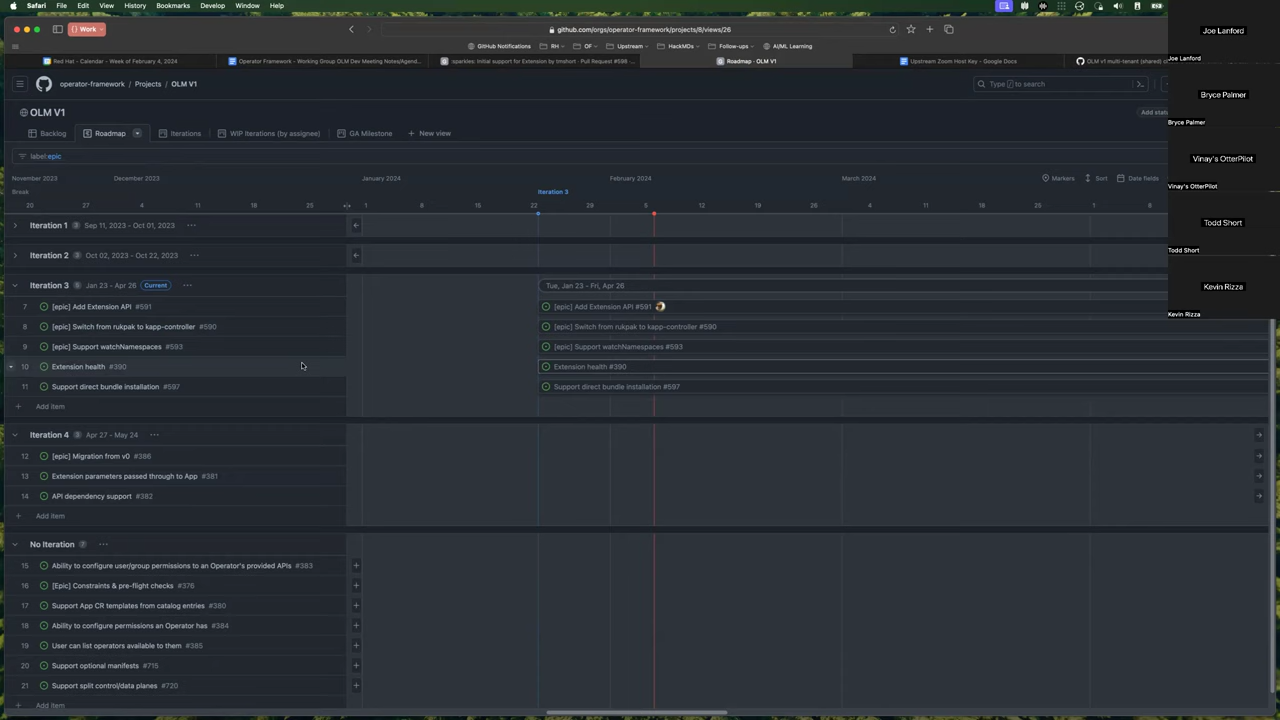 Safari File Edit View History Bookmarks Develop Window Help
Work
github.com/orgs/operator-framework/projects/8/views/26
GitHub Notifications RH OF Upstream HackMDs Follow-ups AI/ML Learning
Red Hat - Calendar - Week of February 4, 2024
Operator Framework - Working Group OLM Dev Meeting Notes/Agend...
:sparkles: Initial support for Extension by tmshort · Pull Request #598 ·...
Roadmap · OLM V1
Upstream Zoom Host Key - Google Docs
OLM v1 multi-tenant (shared) cl
operator-framework / Projects / OLM V1
Type / to search
OLM V1
Add stat
Backlog Roadmap Iterations WIP Iterations (by assignee) GA Milestone + New view
label:epic
November 2023 December 2023 January 2024 February 2024 March 2024
Markers Sort Date fields
Break Iteration 3
20 27 4 11 18 25 1 8 15 22 29 5 12 19 26 4 11 18 25 1 8
Iteration 1 3 Sep 11, 2023 - Oct 01, 2023
Iteration 2 3 Oct 02, 2023 - Oct 22, 2023
Iteration 3 5 Jan 23 - Apr 26 Current
Tue, Jan 23 - Fri, Apr 26
7 [epic] Add Extension API #591
[epic] Add Extension API #591
8 [epic] Switch from rukpak to kapp-controller #590
[epic] Switch from rukpak to kapp-controller #590
9 [epic] Support watchNamespaces #593
[epic] Support watchNamespaces #593
10 Extension health #390
Extension health #390
11 Support direct bundle installation #597
Support direct bundle installation #597
+ Add item
Iteration 4 3 Apr 27 - May 24
12 [epic] Migration from v0 #386
13 Extension parameters passed through to App #381
14 API dependency support #382
+ Add item
No Iteration 7
15 Ability to configure user/group permissions to an Operator's provided APIs #383
16 [Epic] Constraints & pre-flight checks #376
17 Support App CR templates from catalog entries #380
18 Ability to configure permissions an Operator has #384
19 User can list operators available to them #385
20 Support optional manifests #715
21 Support split control/data planes #720
+ Add item
Joe Lanford
Joe Lanford
Bryce Palmer
Bryce Palmer
Vinay's OtterPilot
Vinay's OtterPilot
Todd Short
Todd Short
Kevin Rizza
Kevin Rizza